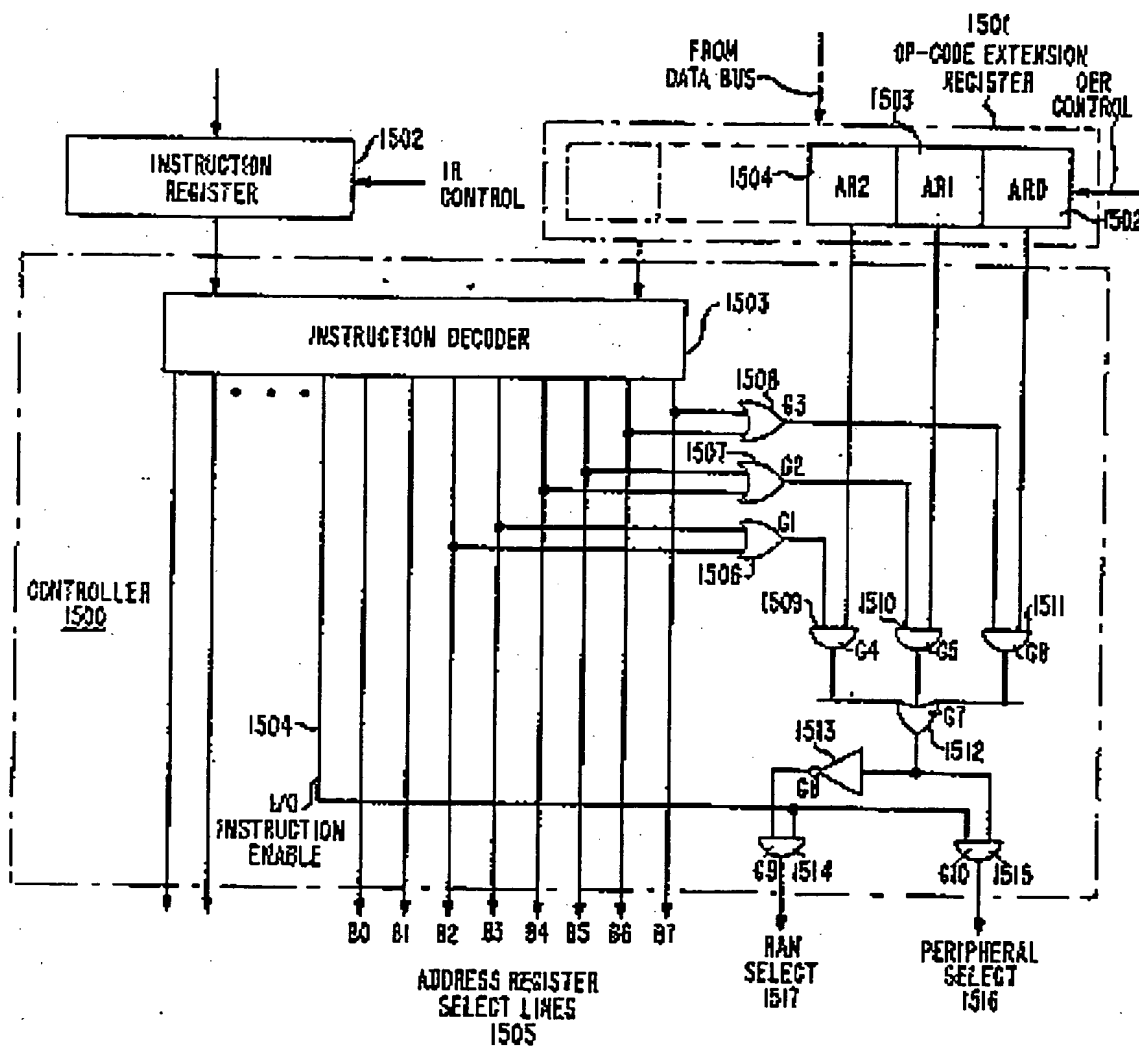 1501
OP-CODE EXTENSION
REGISTER
FROM
DATA BUS
OER
CONTROL
1503
1502
INSTRUCTION
REGISTER
IR
CONTROL
1504
AR2
AR1
AR0
1502
1503
INSTRUCTION DECODER
1508
G3
1507
G2
G1
1506
CONTROLLER
1500
1509
1510
1511
G4
G5
G6
G7
1512
1504
1513
G8
I/O
INSTRUCTION
ENABLE
G9
1514
G10
1515
B0
B1
B2
B3
B4
B5
B6
B7
RAM
SELECT
1517
PERIPHERAL
SELECT
1516
ADDRESS REGISTER
SELECT LINES
1505